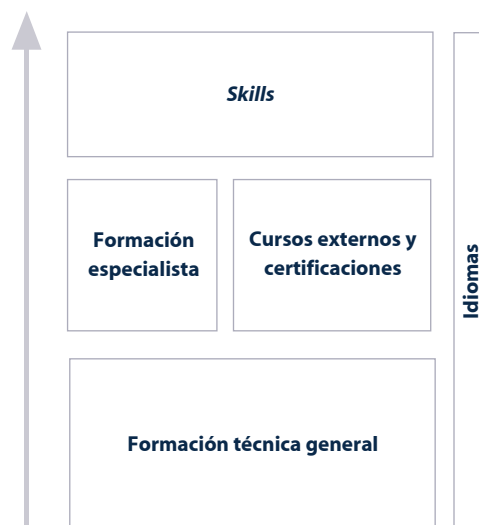 Skills
Formación
especialista
Cursos externos y
certificaciones
Idiomas
Formación técnica general